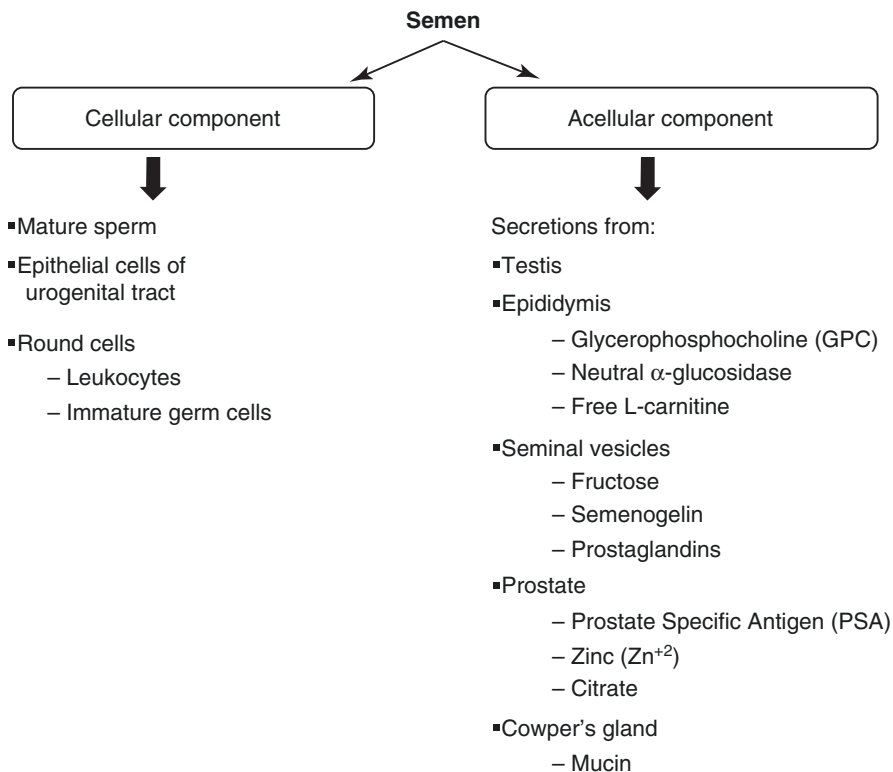 Semen
Cellular component
▪Mature sperm
▪Epithelial cells of
urogenital tract
▪Round cells
– Leukocytes
– Immature germ cells
Acellular component
Secretions from:
▪Testis
▪Epididymis
– Glycerophosphocholine (GPC)
– Neutral α-glucosidase
– Free L-carnitine
▪Seminal vesicles
– Fructose
– Semenogelin
– Prostaglandins
▪Prostate
– Prostate Specific Antigen (PSA)
– Zinc (Zn⁺²)
– Citrate
▪Cowper's gland
– Mucin